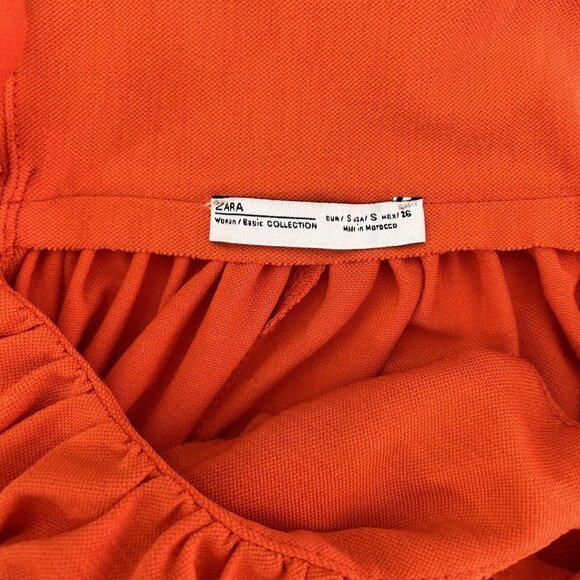 ZARA
Woman / Basic COLLECTION
EUR / S USA / S MEX / 26
Made in Morocco